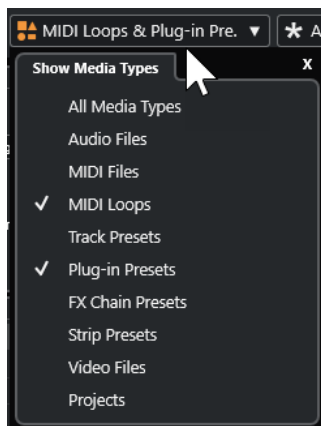 MIDI Loops & Plug-in Pre. ▼ A
Show Media Types x
All Media Types
Audio Files
MIDI Files
✓ MIDI Loops
Track Presets
✓ Plug-in Presets
FX Chain Presets
Strip Presets
Video Files
Projects